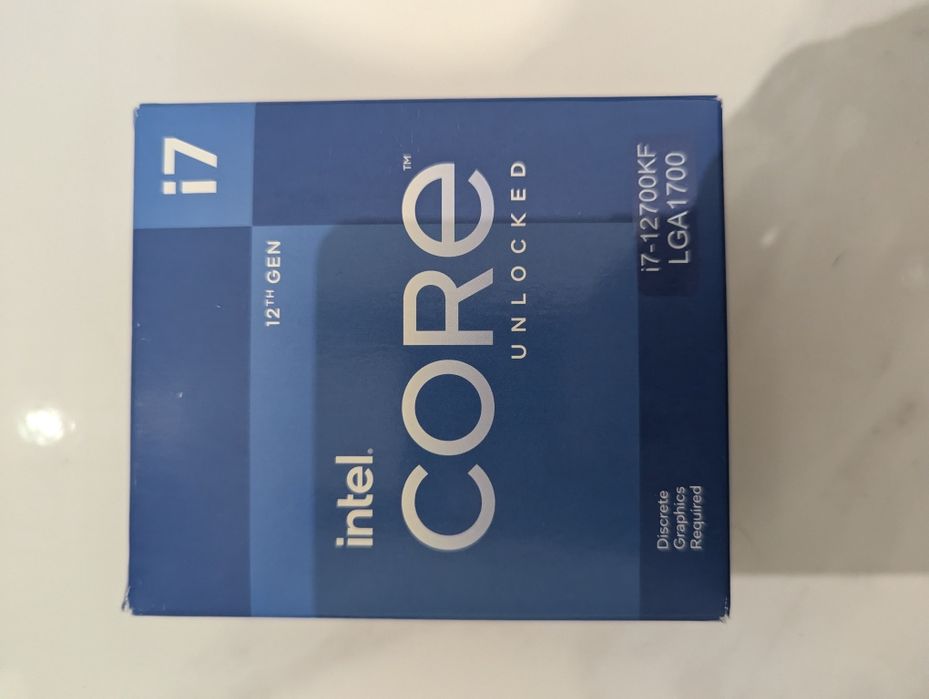 i7
12TH GEN
intel.
CORE™
UNLOCKED
Discrete
Graphics
Required
i7-12700KF
LGA1700